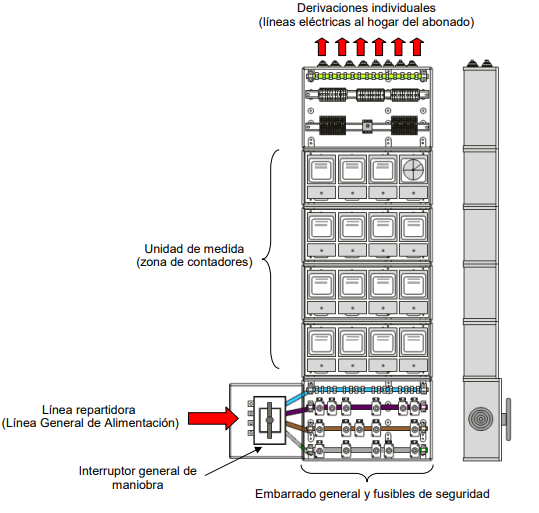 Derivaciones individuales
(líneas eléctricas al hogar del abonado)
Unidad de medida
(zona de contadores)
Línea repartidora
(Línea General de Alimentación)
Interruptor general de
maniobra
Embarrado general y fusibles de seguridad